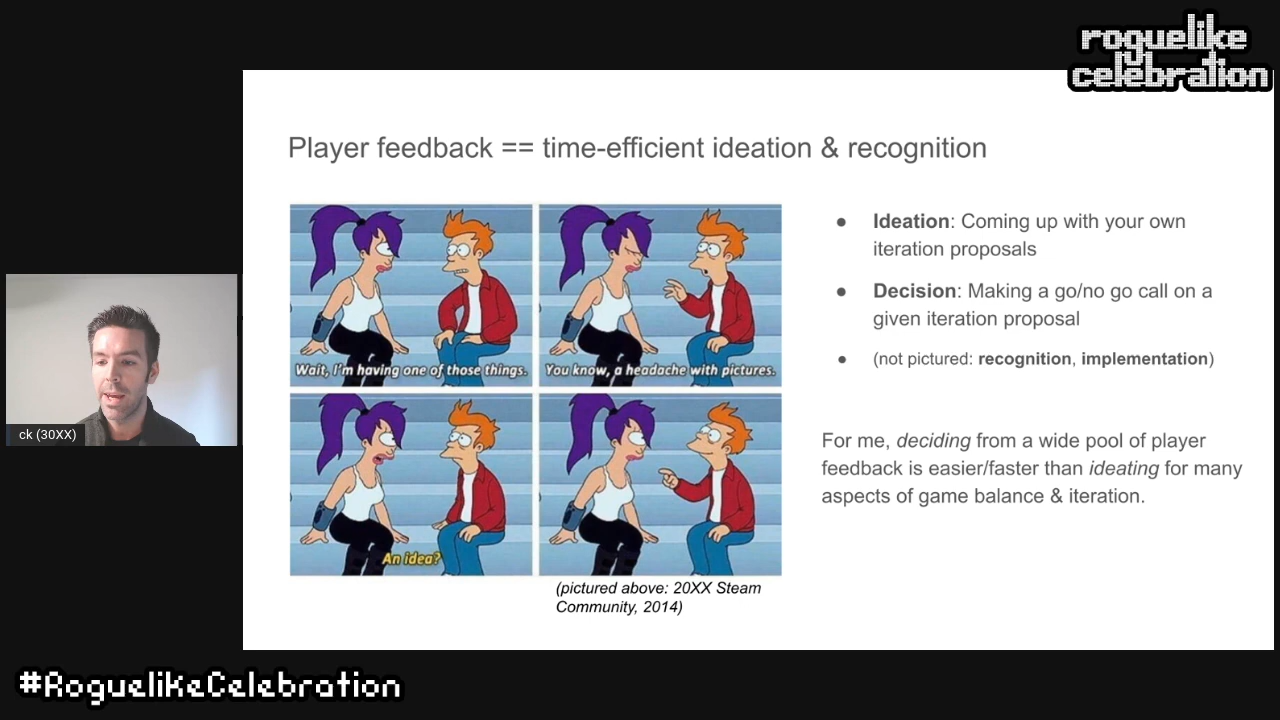 roguelike
celebration
Player feedback == time-efficient ideation & recognition
Wait, I'm having one of those things.
You know, a headache with pictures.
An idea?
(pictured above: 20XX Steam
Community, 2014)
● Ideation: Coming up with your own
iteration proposals
● Decision: Making a go/no go call on a
given iteration proposal
● (not pictured: recognition, implementation)
For me, deciding from a wide pool of player
feedback is easier/faster than ideating for many
aspects of game balance & iteration.
ck (30XX)
#RoguelikeCelebration